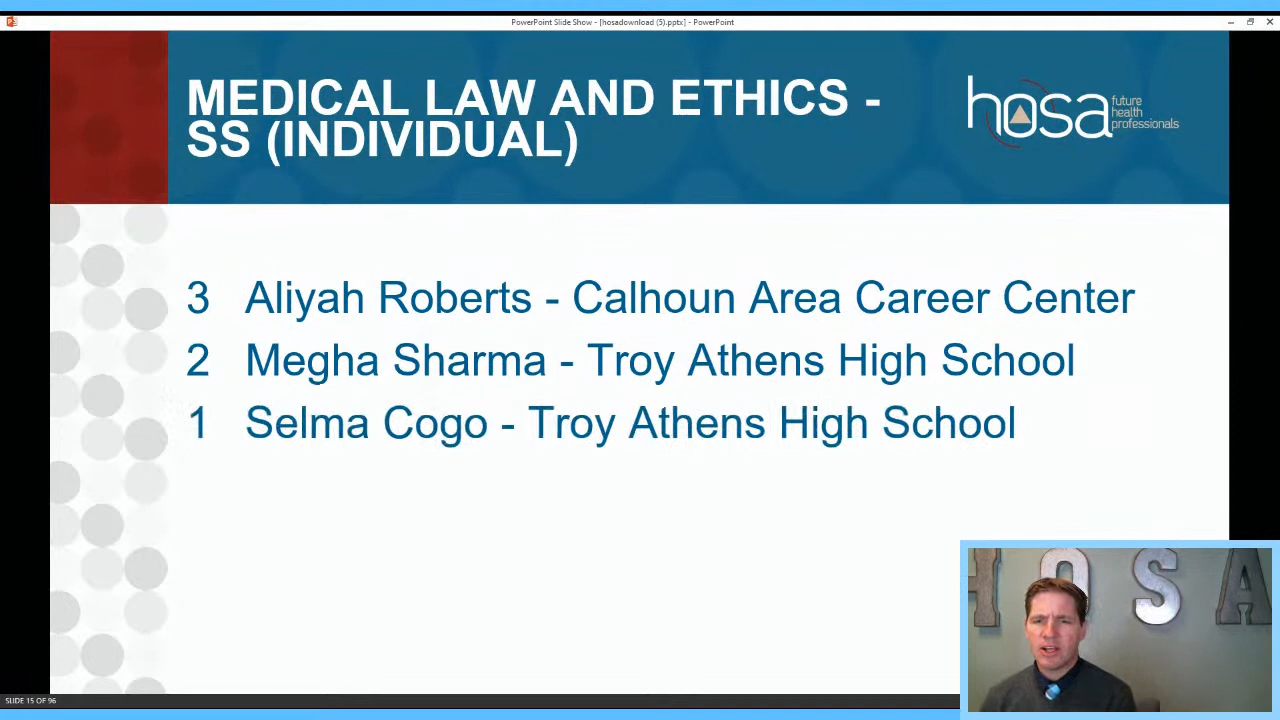 PowerPoint Slide Show - [hosadownload (5).pptx] - PowerPoint
MEDICAL LAW AND ETHICS -
SS (INDIVIDUAL)
hosa
future
health
professionals
3 Aliyah Roberts - Calhoun Area Career Center
2 Megha Sharma - Troy Athens High School
1 Selma Cogo - Troy Athens High School
HOSA
SLIDE 15 OF 96